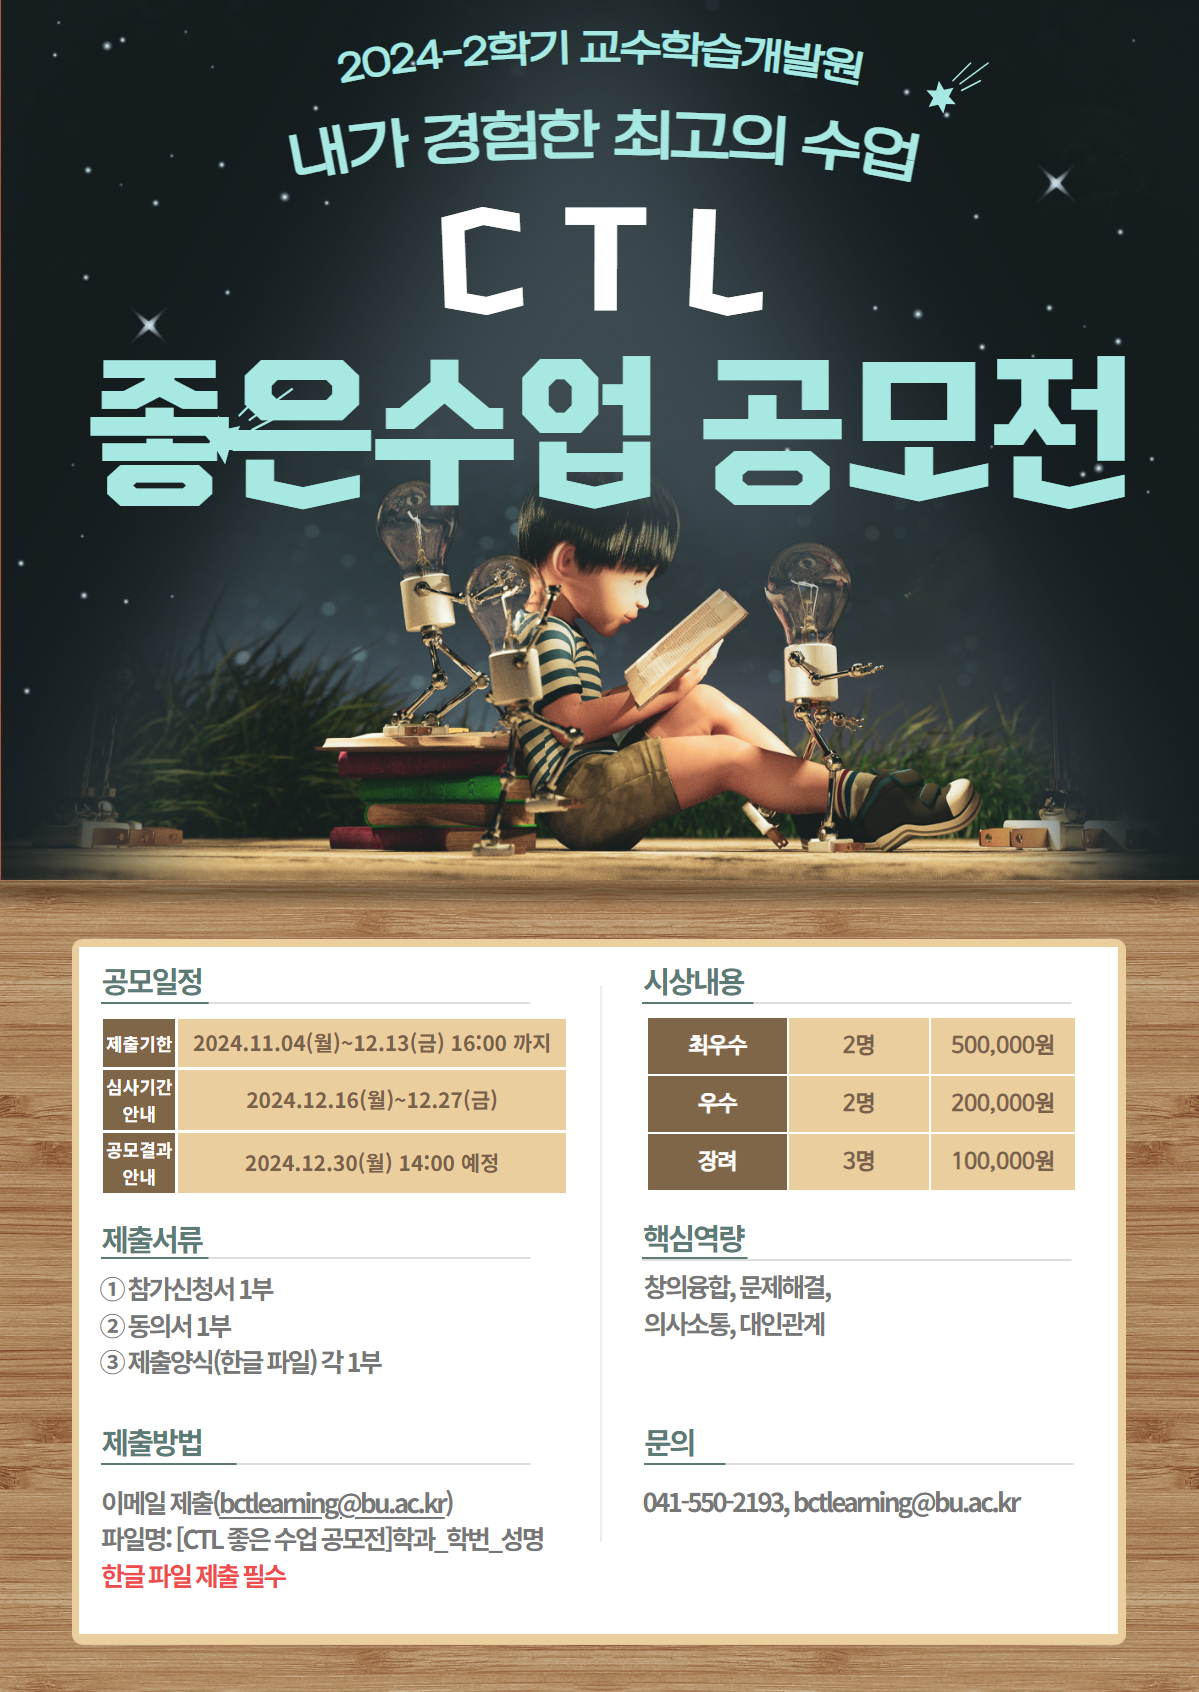 2024-2학기 교수학습개발원
내가 경험한 최고의 수업
CTL
좋은수업 공모전
공모일정
제출기한 2024.11.04(월)~12.13(금) 16:00 까지
심사기간
안내
2024.12.16(월)~12.27(금)
공모결과
안내
2024.12.30(월) 14:00 예정
시상내용
최우수 2명 500,000원
우수 2명 200,000원
장려 3명 100,000원
제출서류
① 참가신청서 1부
② 동의서 1부
③ 제출양식(한글 파일) 각 1부
핵심역량
창의융합, 문제해결,
의사소통, 대인관계
제출방법
이메일 제출(bctlearning@bu.ac.kr)
파일명: [CTL 좋은 수업 공모전]학과_학번_성명
한글 파일 제출 필수
문의
041-550-2193, bctlearning@bu.ac.kr